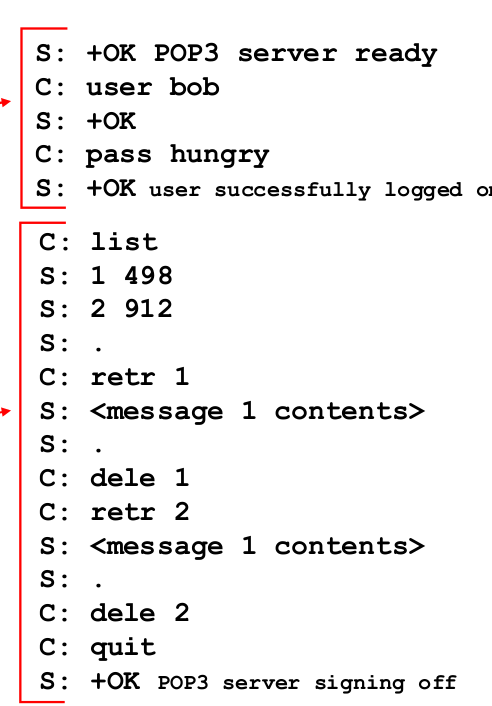 S: +OK POP3 server ready
C: user bob
S: +OK
C: pass hungry
S: +OK user successfully logged on
C: list
S: 1 498
S: 2 912
S: .
C: retr 1
S: <message 1 contents>
S: .
C: dele 1
C: retr 2
S: <message 1 contents>
S: .
C: dele 2
C: quit
S: +OK POP3 server signing off